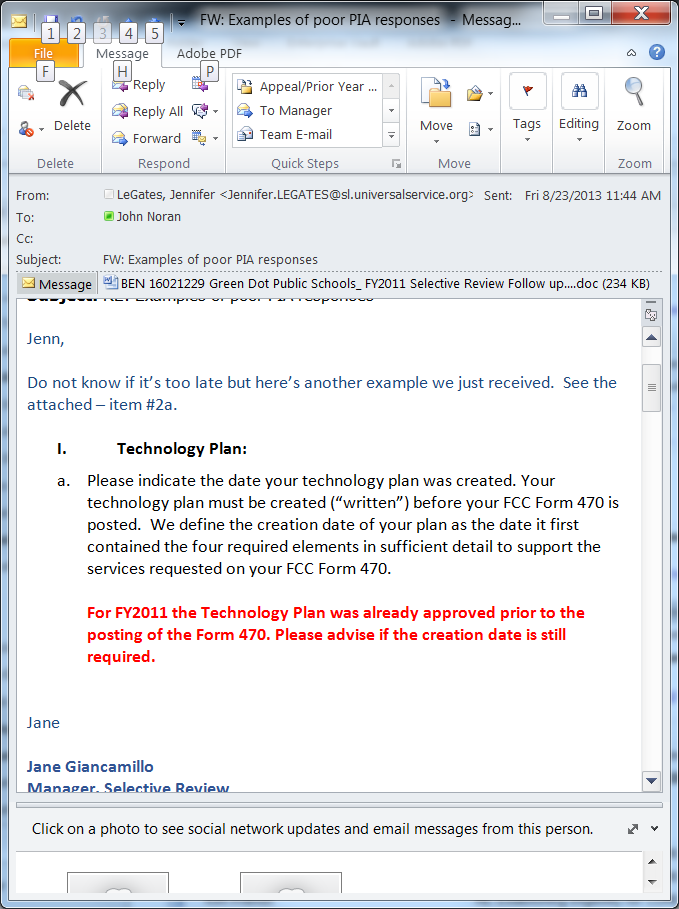 FW: Examples of poor PIA responses - Messag...
1 2 3 4 5
File Message Adobe PDF
F H P
Delete
Reply
Reply All
Forward
Appeal/Prior Year ...
To Manager
Team E-mail
Move
Tags
Editing
Zoom
Delete Respond Quick Steps Move Zoom
From: LeGates, Jennifer <Jennifer.LEGATES@sl.universalservice.org> Sent: Fri 8/23/2013 11:44 AM
To: John Noran
Cc:
Subject: FW: Examples of poor PIA responses
Message BEN 16021229 Green Dot Public Schools_ FY2011 Selective Review Follow up....doc (234 KB)
Subject: RE: Examples of poor PIA responses
Jenn,
Do not know if it's too late but here's another example we just received. See the
attached – item #2a.
I. Technology Plan:
a. Please indicate the date your technology plan was created. Your
technology plan must be created ("written") before your FCC Form 470 is
posted. We define the creation date of your plan as the date it first
contained the four required elements in sufficient detail to support the
services requested on your FCC Form 470.
For FY2011 the Technology Plan was already approved prior to the
posting of the Form 470. Please advise if the creation date is still
required.
Jane
Jane Giancamillo
Manager, Selective Review
Click on a photo to see social network updates and email messages from this person.